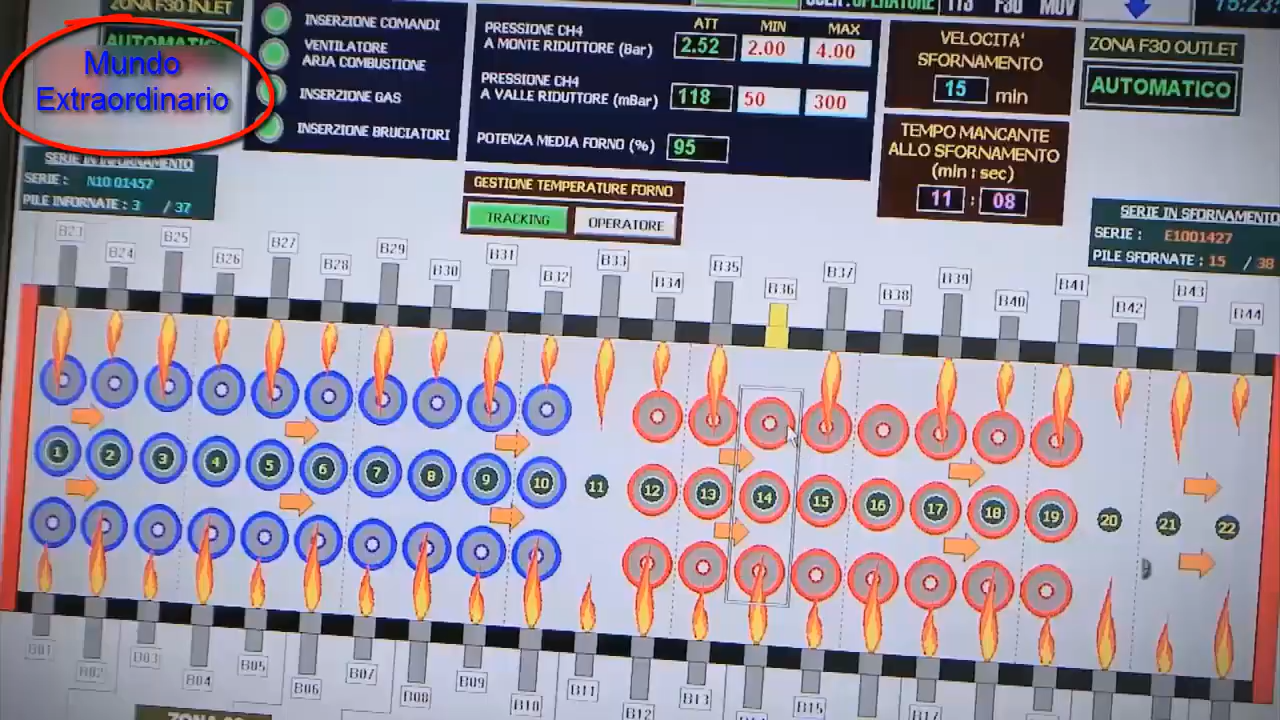 ZONA F30 INLET
AUTOMATICO
Mundo
Extraordinario
INSERZIONE COMANDI
VENTILATORE
ARIA COMBUSTIONE
INSERZIONE GAS
INSERZIONE BRUCIATORI
ATT MIN MAX
PRESSIONE CH4
A MONTE RIDUTTORE (Bar) 2.52 2.00 4.00
PRESSIONE CH4
A VALLE RIDUTTORE (mBar) 118 50 300
POTENZA MEDIA FORNO (%) 95
USER: OPERATORE
113 F30 MOV
VELOCITA'
SFORNAMENTO
15 min
TEMPO MANCANTE
ALLO SFORNAMENTO
(min : sec)
11 : 08
ZONA F30 OUTLET
AUTOMATICO
SERIE IN INFORNAMENTO
SERIE : N1001457
PILE INFORNATE : 3 / 37
GESTIONE TEMPERATURE FORNO
TRACKING OPERATORE
SERIE IN SFORNAMENTO
SERIE : E1001427
PILE SFORNATE : 15 / 38
B23 B24 B25 B26 B27 B28 B29 B30 B31 B32 B33 B34 B35 B36 B37 B38 B39 B40 B41 B42 B43 B44
1 2 3 4 5 6 7 8 9 10 11 12 13 14 15 16 17 18 19 20 21 22
B01 B02 B03 B04 B05 B06 B07 B08 B09 B10 B11 B12 B13 B15 B17